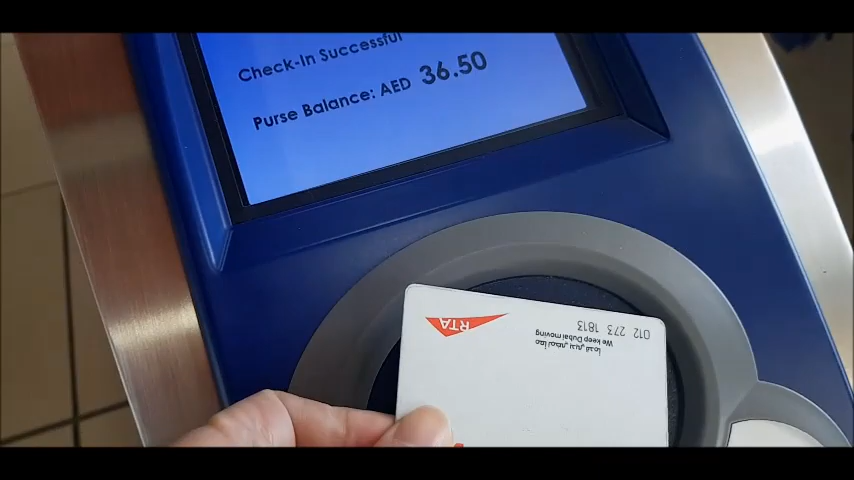 Check-In Successful
Purse Balance: AED 36.50
RTA
012 273 1813
We keep Dubai moving